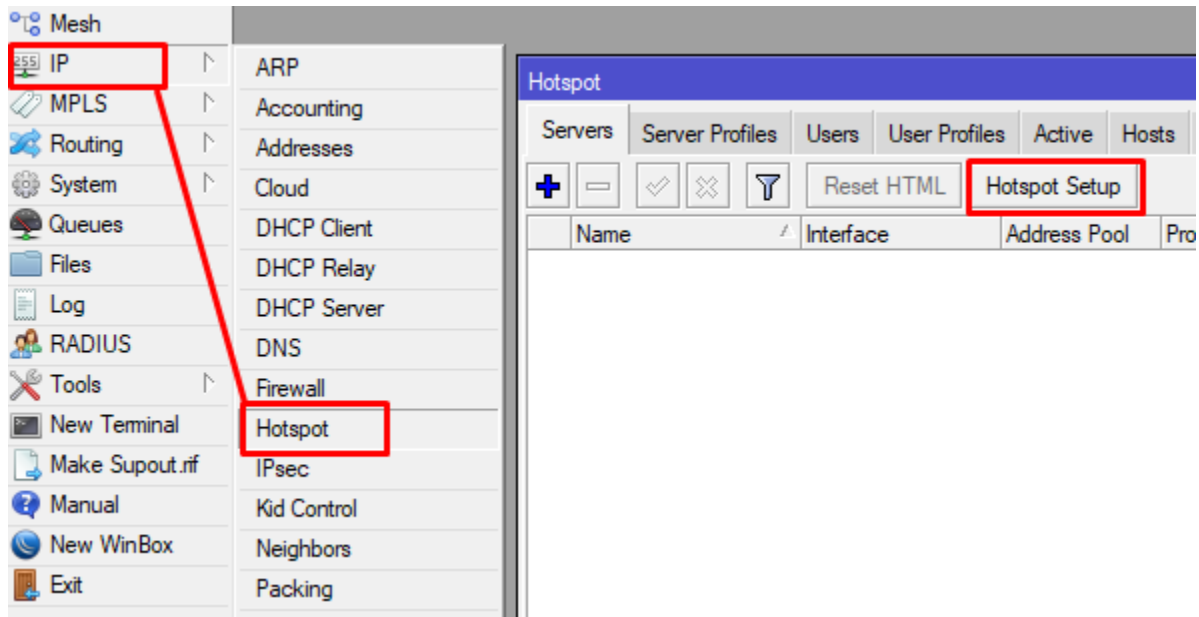 Mesh
IP
MPLS
Routing
System
Queues
Files
Log
RADIUS
Tools
New Terminal
Make Supout.rif
Manual
New WinBox
Exit
ARP
Accounting
Addresses
Cloud
DHCP Client
DHCP Relay
DHCP Server
DNS
Firewall
Hotspot
IPsec
Kid Control
Neighbors
Packing
Hotspot
Servers Server Profiles Users User Profiles Active Hosts
Reset HTML Hotspot Setup
Name Interface Address Pool Pro